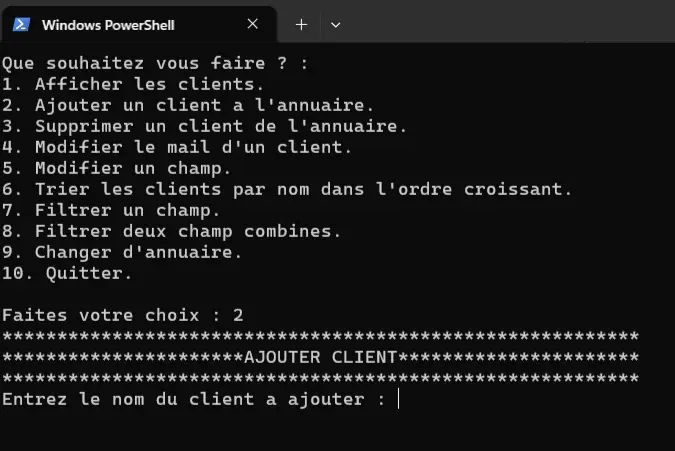 Windows PowerShell
Que souhaitez vous faire ? :
1. Afficher les clients.
2. Ajouter un client a l'annuaire.
3. Supprimer un client de l'annuaire.
4. Modifier le mail d'un client.
5. Modifier un champ.
6. Trier les clients par nom dans l'ordre croissant.
7. Filtrer un champ.
8. Filtrer deux champ combines.
9. Changer d'annuaire.
10. Quitter.
Faites votre choix : 2
**********************************************************
**********************AJOUTER CLIENT**********************
**********************************************************
Entrez le nom du client a ajouter :